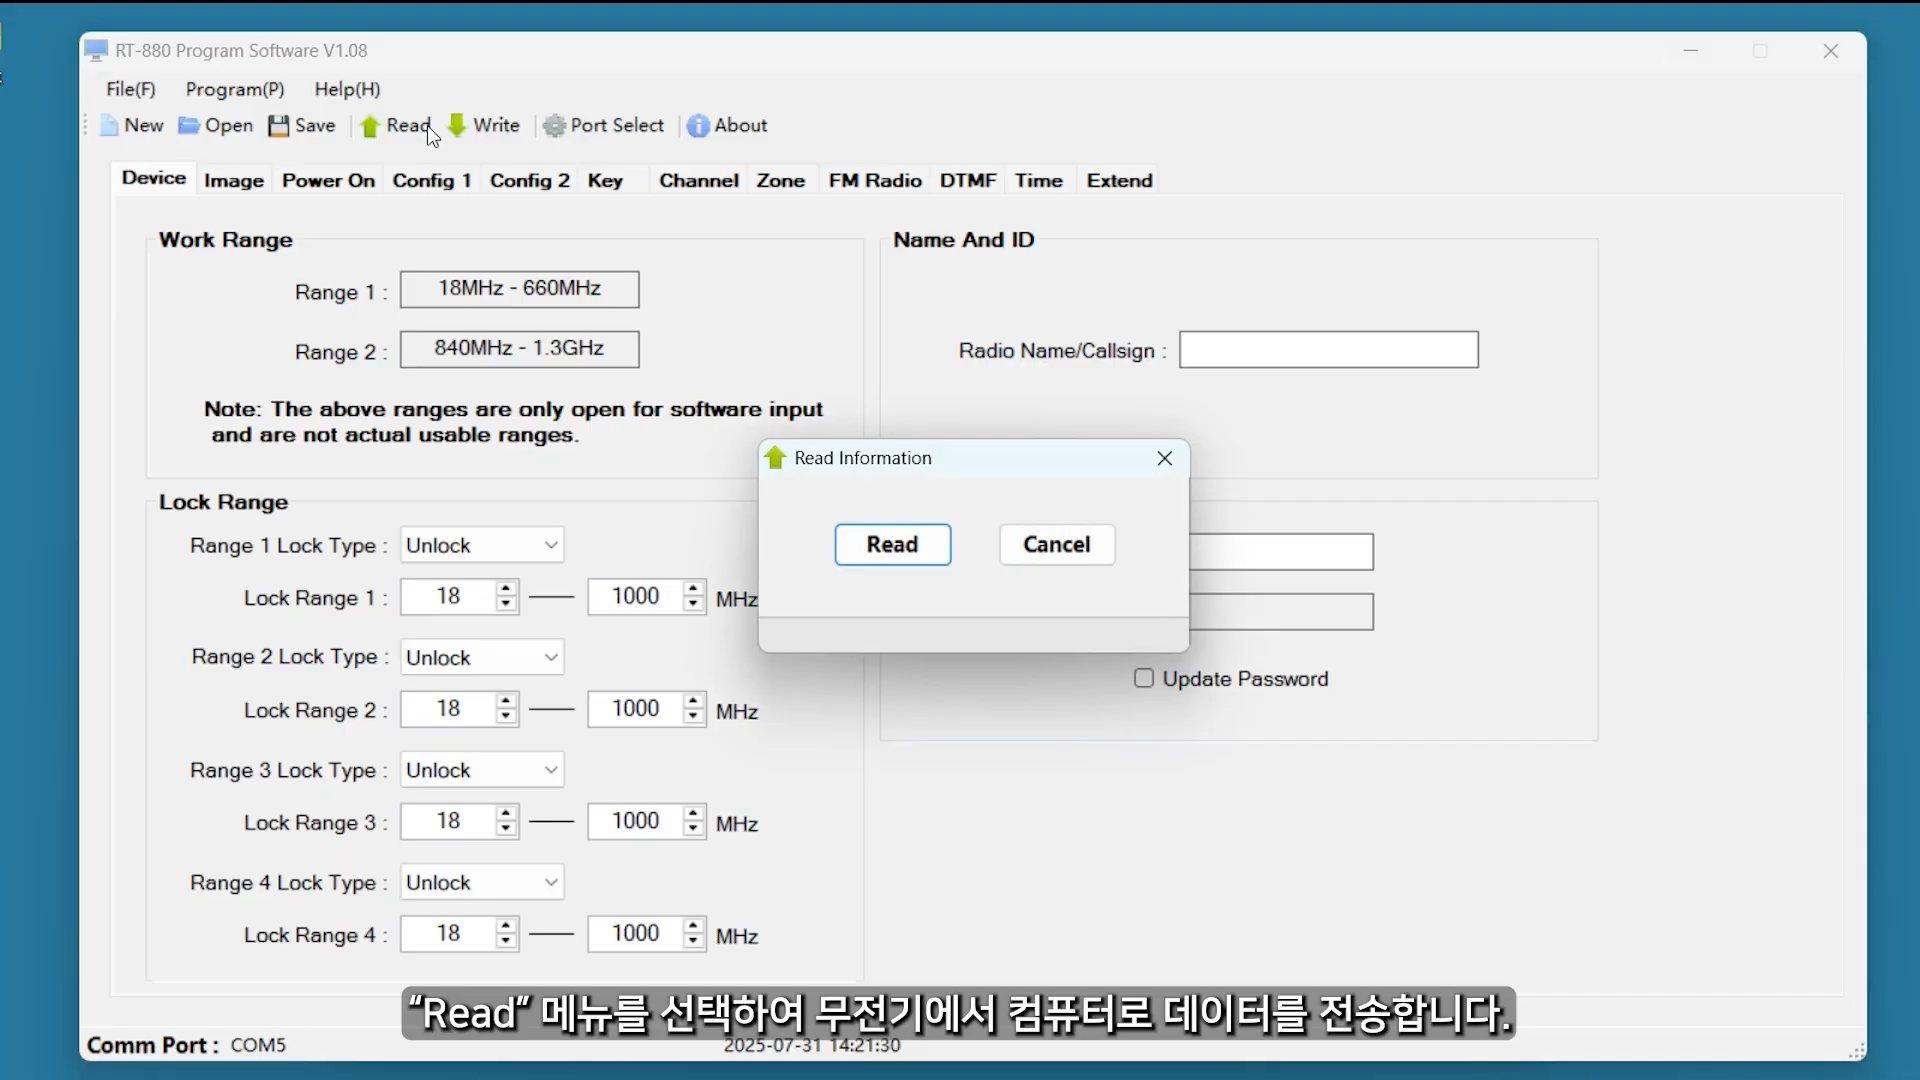 RT-880 Program Software V1.08
File(F) Program(P) Help(H)
New Open Save Read Write Port Select About
Device Image Power On Config 1 Config 2 Key Channel Zone FM Radio DTMF Time Extend
Work Range
Range 1 : 18MHz - 660MHz
Range 2 : 840MHz - 1.3GHz
Note: The above ranges are only open for software input
and are not actual usable ranges.
Name And ID
Radio Name/Callsign :
Read Information
Read Cancel
Lock Range
Range 1 Lock Type : Unlock
Lock Range 1 : 18 1000 MHz
Range 2 Lock Type : Unlock
Lock Range 2 : 18 1000 MHz
Range 3 Lock Type : Unlock
Lock Range 3 : 18 1000 MHz
Range 4 Lock Type : Unlock
Lock Range 4 : 18 1000 MHz
Update Password
“Read” 메뉴를 선택하여 무전기에서 컴퓨터로 데이터를 전송합니다.
Comm Port : COM5 2025-07-31 14:21:30